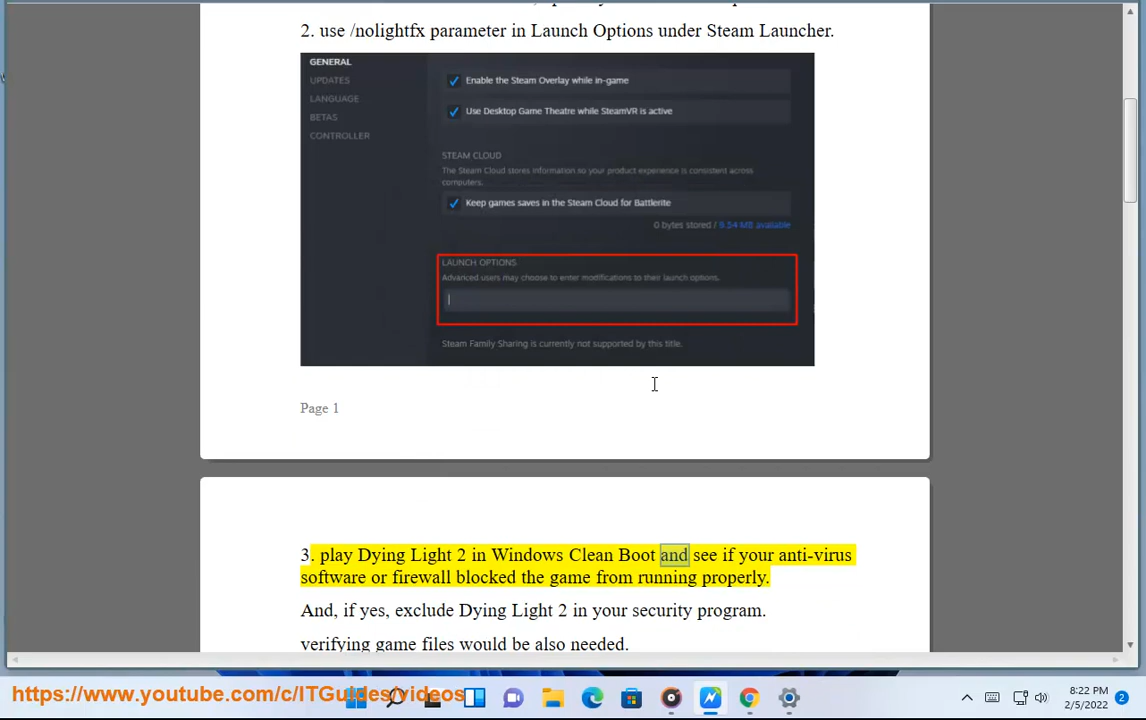 2. use /nolightfx parameter in Launch Options under Steam Launcher.
GENERAL
UPDATES
LANGUAGE
BETAS
CONTROLLER
Enable the Steam Overlay while in-game
Use Desktop Game Theatre while SteamVR is active
STEAM CLOUD
The Steam Cloud stores information so your product experience is consistent across
computers.
Keep games saves in the Steam Cloud for Battlerite
0 bytes stored / 9.54 MB available
LAUNCH OPTIONS
Advanced users may choose to enter modifications to their launch options.
Steam Family Sharing is currently not supported by this title.
Page 1
3. play Dying Light 2 in Windows Clean Boot and see if your anti-virus
software or firewall blocked the game from running properly.
And, if yes, exclude Dying Light 2 in your security program.
verifying game files would be also needed.
https://www.youtube.com/c/ITGuides/videos
8:22 PM
2/5/2022
2